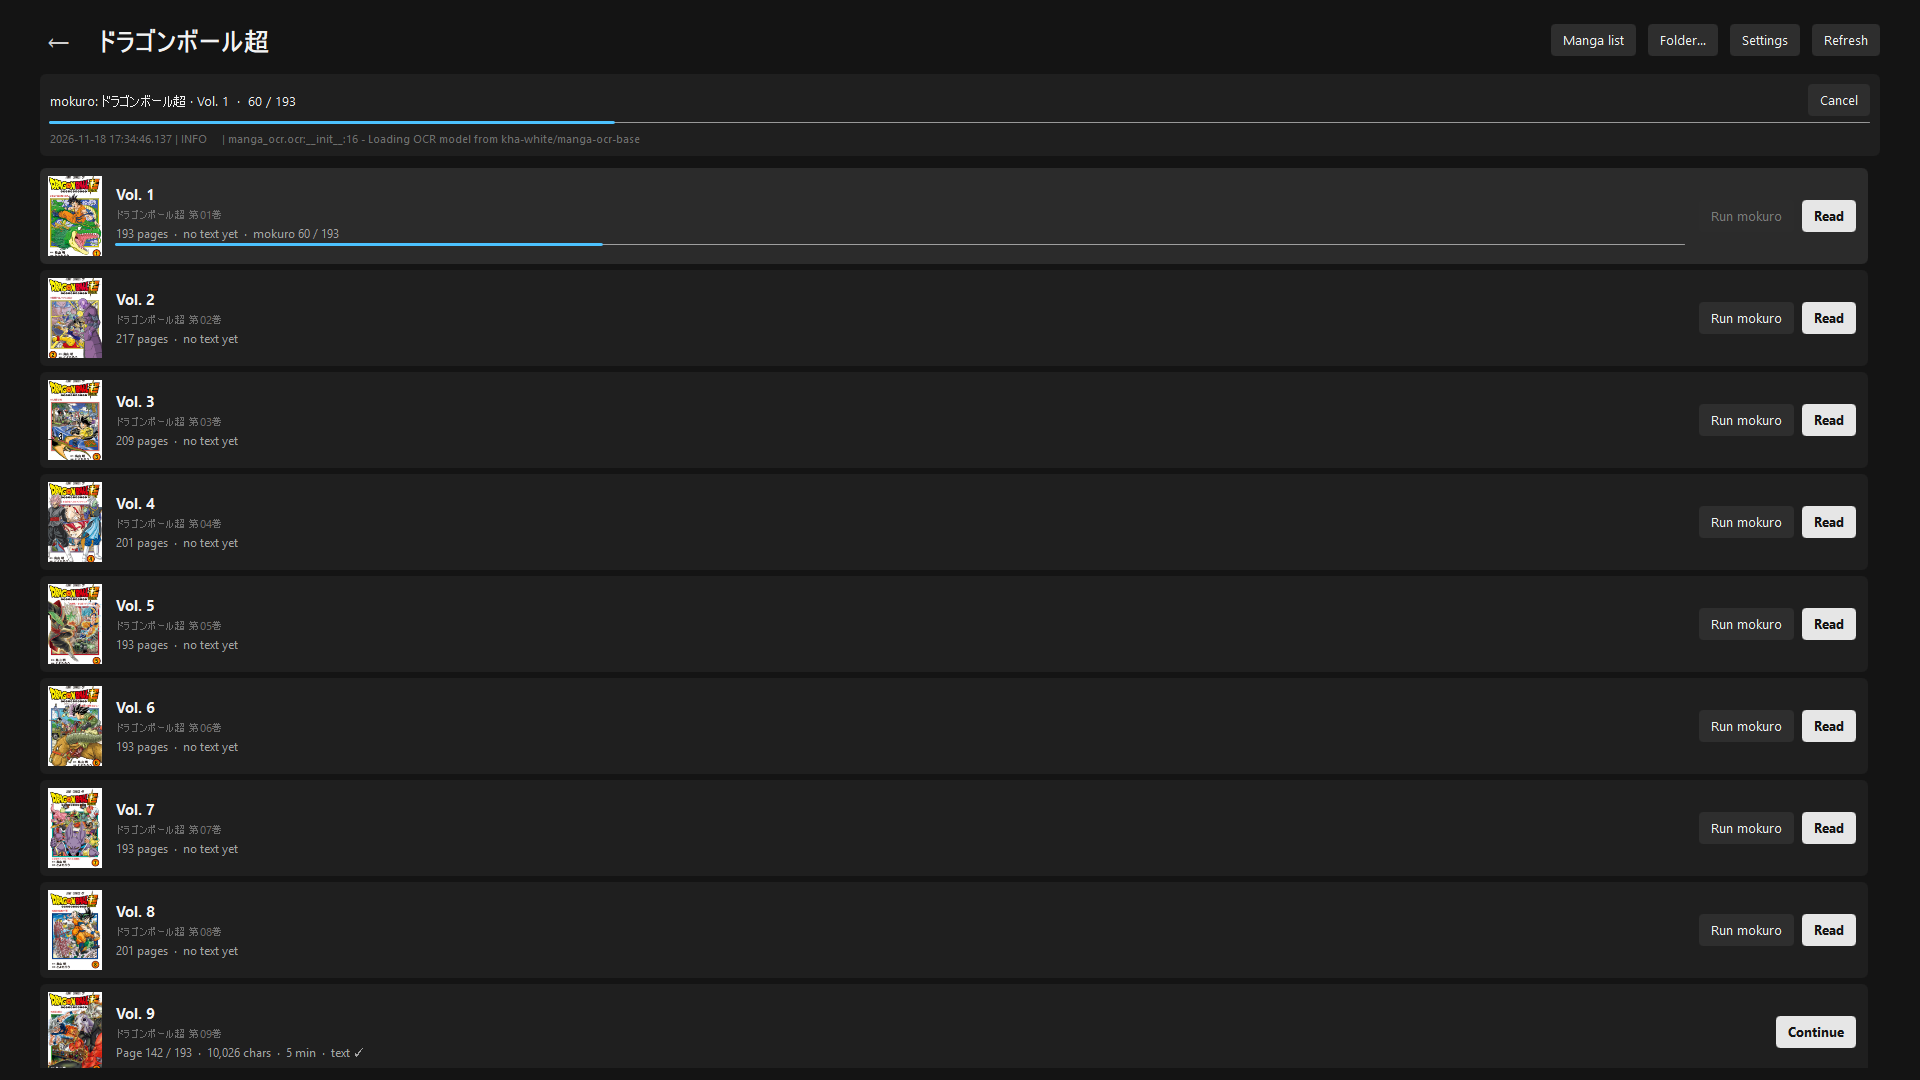 ← ドラゴンボール超
Manga list Folder... Settings Refresh
mokuro: ドラゴンボール超 · Vol. 1 · 60 / 193
Cancel
2026-11-18 17:34:46.137 | INFO | manga_ocr.ocr:__init__:16 - Loading OCR model from kha-white/manga-ocr-base
Vol. 1
ドラゴンボール超 第01巻
193 pages · no text yet · mokuro 60 / 193
Run mokuro Read
Vol. 2
ドラゴンボール超 第02巻
217 pages · no text yet
Run mokuro Read
Vol. 3
ドラゴンボール超 第03巻
209 pages · no text yet
Run mokuro Read
Vol. 4
ドラゴンボール超 第04巻
201 pages · no text yet
Run mokuro Read
Vol. 5
ドラゴンボール超 第05巻
193 pages · no text yet
Run mokuro Read
Vol. 6
ドラゴンボール超 第06巻
193 pages · no text yet
Run mokuro Read
Vol. 7
ドラゴンボール超 第07巻
193 pages · no text yet
Run mokuro Read
Vol. 8
ドラゴンボール超 第08巻
201 pages · no text yet
Run mokuro Read
Vol. 9
ドラゴンボール超 第09巻
Page 142 / 193 · 10,026 chars · 5 min · text ✓
Continue